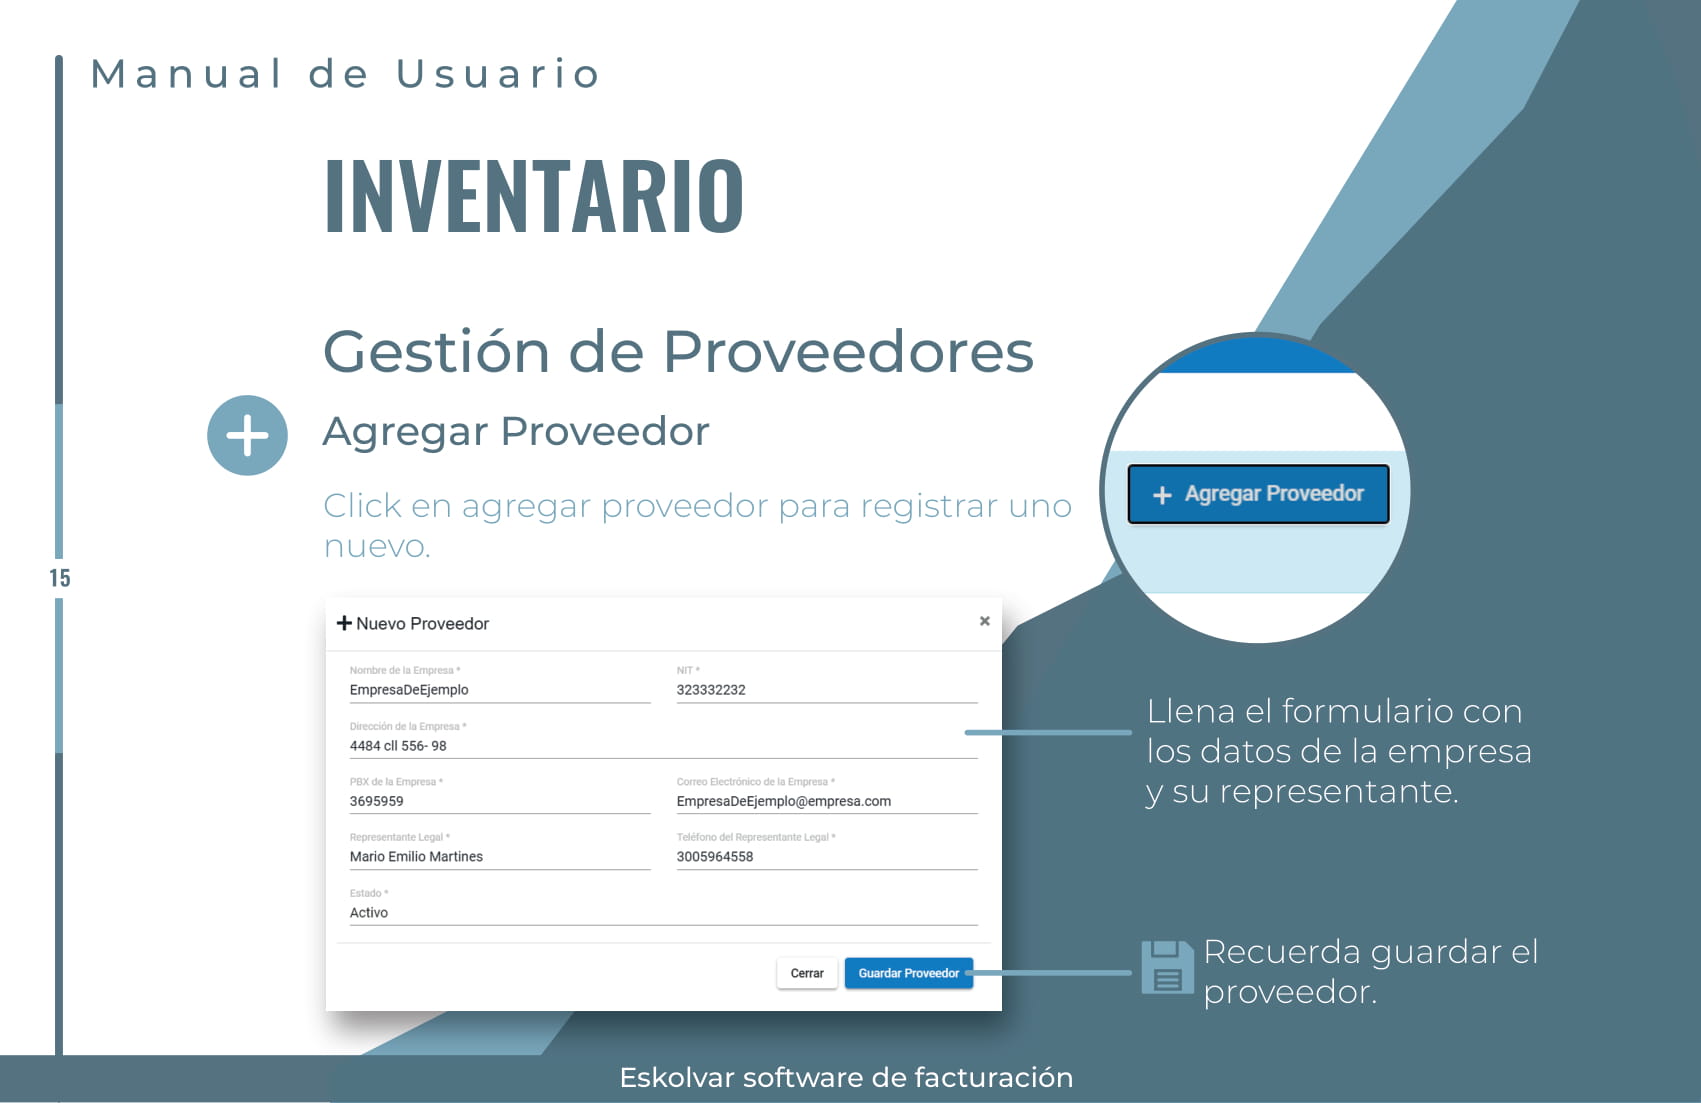 Manual de Usuario
INVENTARIO
Gestión de Proveedores
Agregar Proveedor
Click en agregar proveedor para registrar uno
nuevo.
+ Agregar Proveedor
15
+ Nuevo Proveedor ×
Nombre de la Empresa * NIT *
EmpresaDeEjemplo 323332232
Dirección de la Empresa *
4484 cll 556- 98
PBX de la Empresa * Correo Electrónico de la Empresa *
3695959 EmpresaDeEjemplo@empresa.com
Representante Legal * Teléfono del Representante Legal *
Mario Emilio Martines 3005964558
Estado *
Activo
Cerrar Guardar Proveedor
Llena el formulario con
los datos de la empresa
y su representante.
Recuerda guardar el
proveedor.
Eskolvar software de facturación